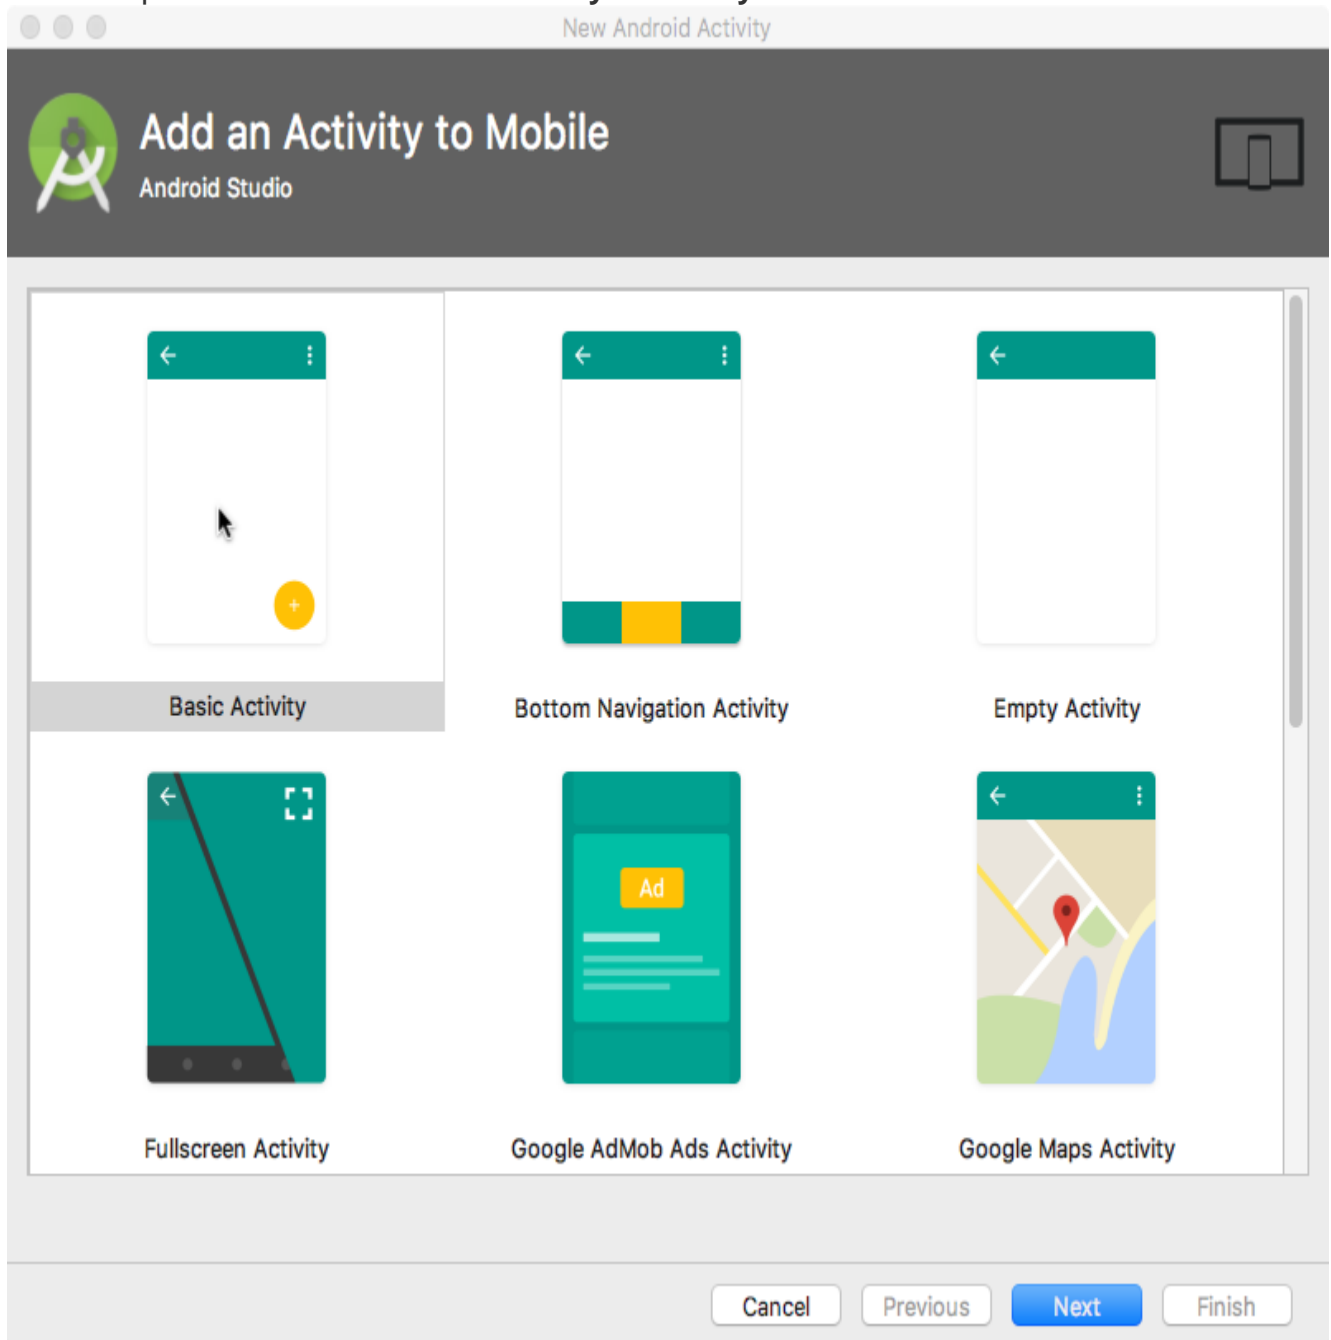 New Android Activity
Add an Activity to Mobile
Android Studio
Basic Activity
Bottom Navigation Activity
Empty Activity
Ad
Fullscreen Activity
Google AdMob Ads Activity
Google Maps Activity
Cancel
Previous
Next
Finish